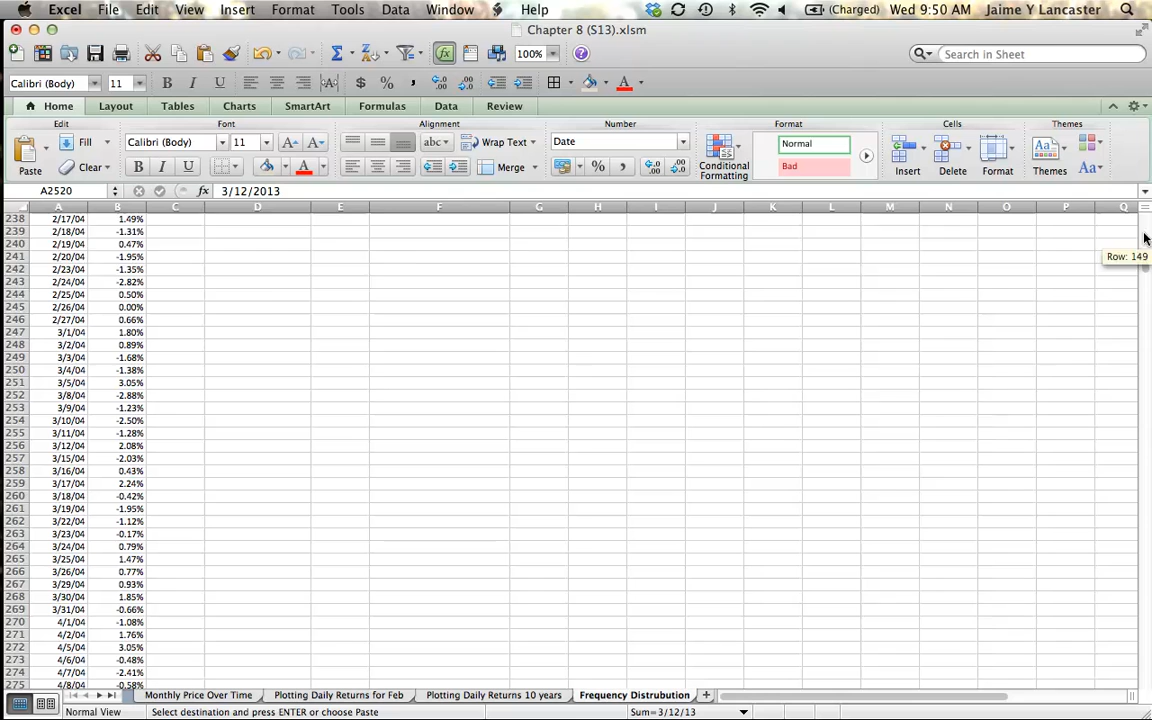 Excel File Edit View Insert Format Tools Data Window Help (Charged) Wed 9:50 AM Jaime Y Lancaster
Chapter 8 (S13).xlsm
100% Search in Sheet
Calibri (Body) 11 B I U ABC $ %
Home Layout Tables Charts SmartArt Formulas Data Review
Edit Font Alignment Number Format Cells Themes
Fill Calibri (Body) 11 A A abc Wrap Text Date Normal
Paste Clear B I U A Merge % Conditional Formatting Bad Insert Delete Format Themes Aa
A2520 fx 3/12/2013
A B C D E F G H I J K L M N O P Q
238 2/17/04 1.49%
239 2/18/04 -1.31%
240 2/19/04 0.47%
241 2/20/04 -1.95% Row: 149
242 2/23/04 -1.35%
243 2/24/04 -2.82%
244 2/25/04 0.50%
245 2/26/04 0.00%
246 2/27/04 0.66%
247 3/1/04 1.80%
248 3/2/04 0.89%
249 3/3/04 -1.68%
250 3/4/04 -1.38%
251 3/5/04 3.05%
252 3/8/04 -2.88%
253 3/9/04 -1.23%
254 3/10/04 -2.50%
255 3/11/04 -1.28%
256 3/12/04 2.08%
257 3/15/04 -2.03%
258 3/16/04 0.43%
259 3/17/04 2.24%
260 3/18/04 -0.42%
261 3/19/04 -1.95%
262 3/22/04 -1.12%
263 3/23/04 -0.17%
264 3/24/04 0.79%
265 3/25/04 1.47%
266 3/26/04 0.77%
267 3/29/04 0.93%
268 3/30/04 1.85%
269 3/31/04 -0.66%
270 4/1/04 -1.08%
271 4/2/04 1.76%
272 4/5/04 3.05%
273 4/6/04 -0.48%
274 4/7/04 -2.41%
275 4/8/04 -0.58%
Monthly Price Over Time Plotting Daily Returns for Feb Plotting Daily Returns 10 years Frequency Distrubution
Normal View Select destination and press ENTER or choose Paste Sum=3/12/13